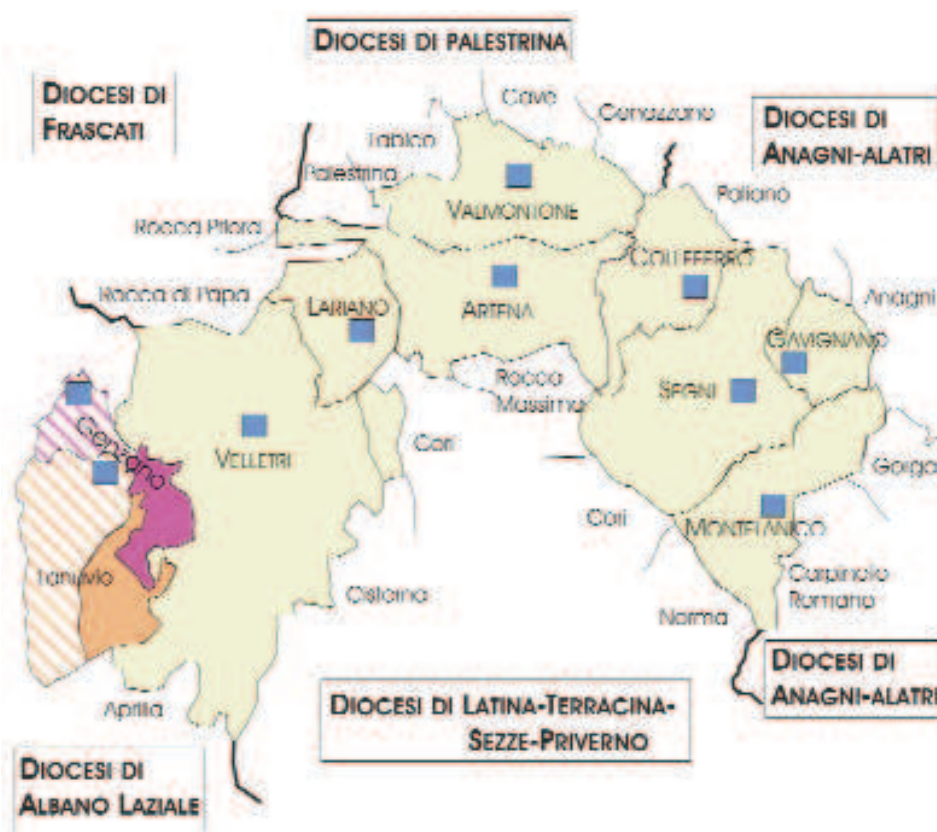 DIOCESI DI PALESTRINA
DIOCESI DI
FRASCATI
Cave
Genazzano
DIOCESI DI
ANAGNI-ALATRI
Labico
Palestrina
Paliano
VALMONTONE
Rocca Priora
COLLEFERRO
Rocca di Papa
LARIANO
ARTENA
Anagni
GAVIGNANO
Rocca
Massima
SEGNI
Genzano
VELLETRI
Cori
Gorga
Cori
MONTELANICO
Lanuvio
Cisterna
Carpineto
Romano
Norma
DIOCESI DI
ANAGNI-ALATRI
Aprilia
DIOCESI DI LATINA-TERRACINA-
SEZZE-PRIVERNO
DIOCESI DI
ALBANO LAZIALE